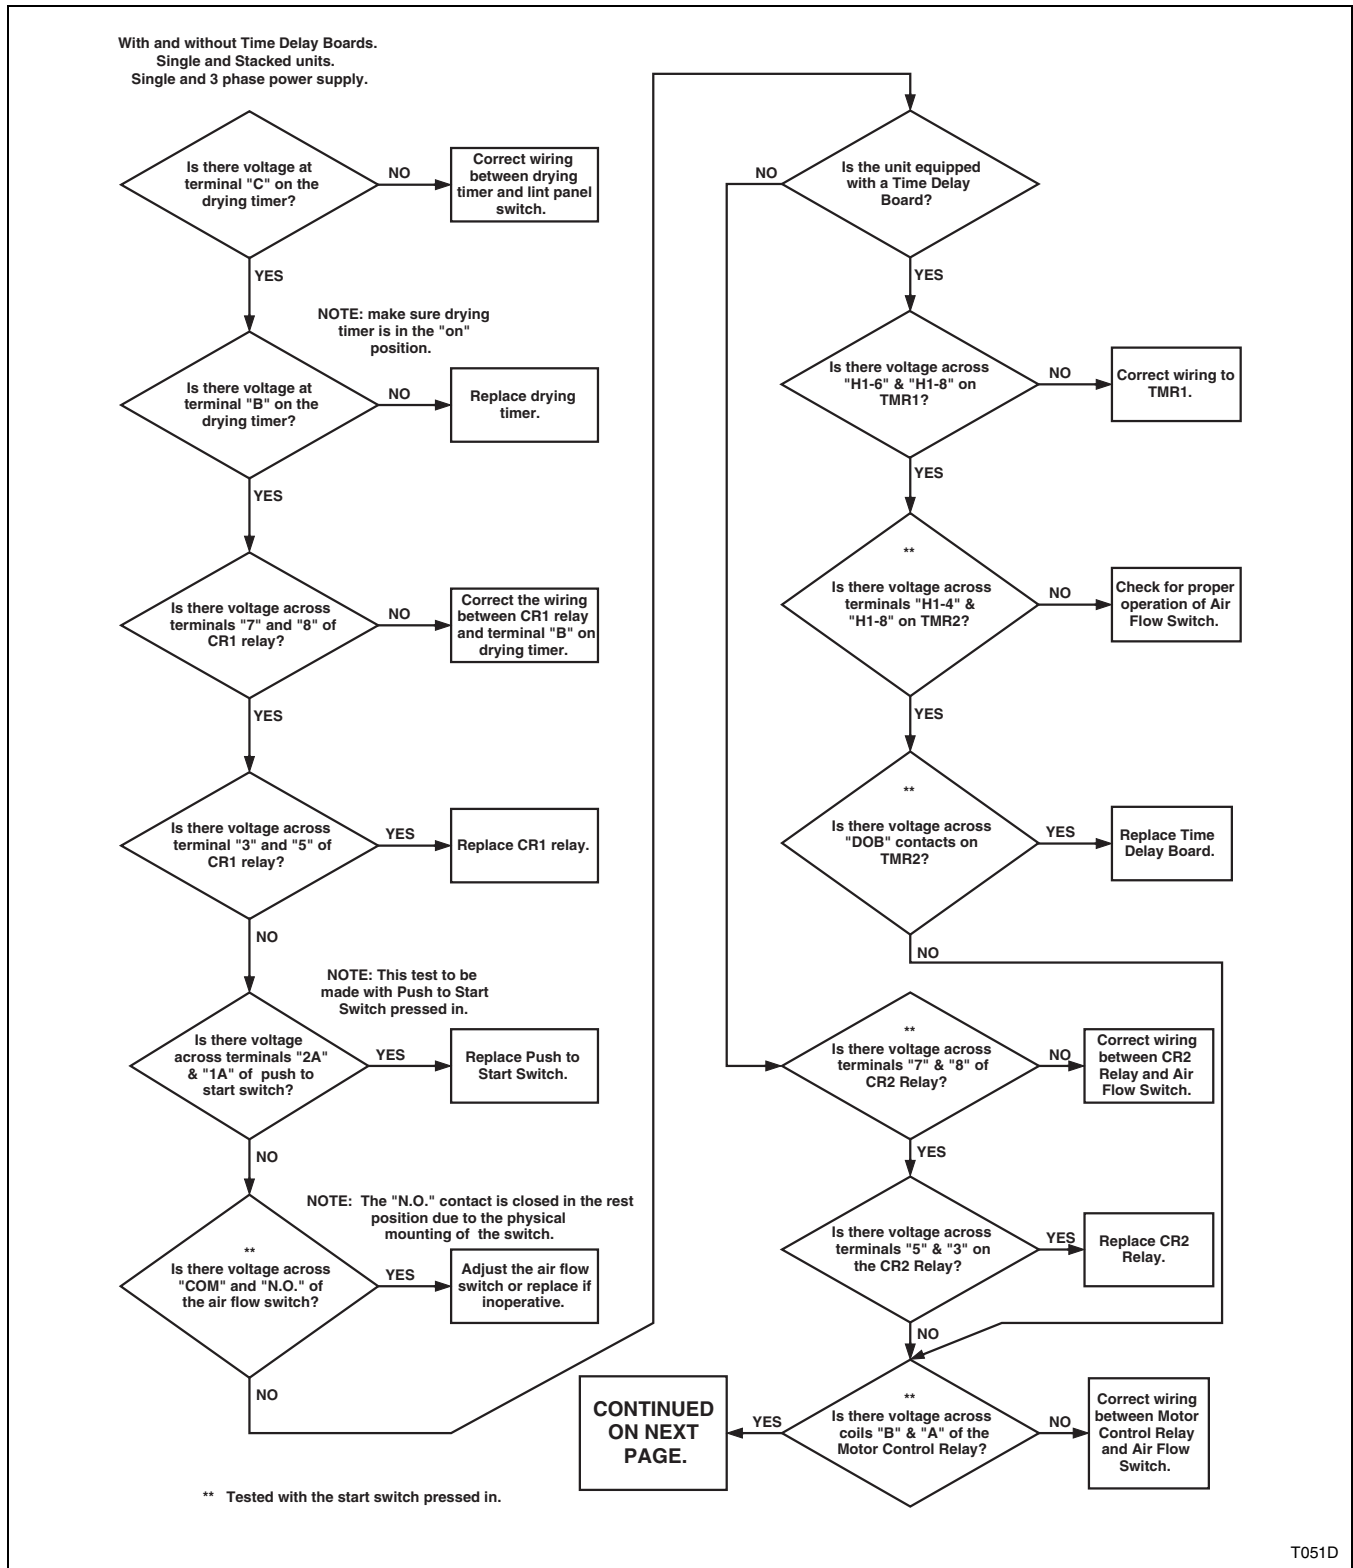 With and without Time Delay Boards.
Single and Stacked units.
Single and 3 phase power supply.
Is there voltage at
terminal "C" on the
drying timer?
NO
Correct wiring
between drying
timer and lint panel
switch.
YES
NOTE: make sure drying
timer is in the "on"
position.
Is there voltage at
terminal "B" on the
drying timer?
NO
Replace drying
timer.
YES
Is there voltage across
terminals "7" and "8" of
CR1 relay?
NO
Correct the wiring
between CR1 relay
and terminal "B" on
drying timer.
YES
Is there voltage across
terminal "3" and "5" of
CR1 relay?
YES
Replace CR1 relay.
NO
NOTE: This test to be
made with Push to Start
Switch pressed in.
Is there voltage
across terminals "2A"
& "1A" of push to
start switch?
YES
Replace Push to
Start Switch.
NO
NOTE: The "N.O." contact is closed in the rest
position due to the physical
mounting of the switch.
**
Is there voltage across
"COM" and "N.O." of
the air flow switch?
YES
Adjust the air flow
switch or replace if
inoperative.
NO
Is the unit equipped
with a Time Delay
Board?
NO
YES
Is there voltage across
"H1-6" & "H1-8" on
TMR1?
NO
Correct wiring to
TMR1.
YES
**
Is there voltage across
terminals "H1-4" &
"H1-8" on TMR2?
NO
Check for proper
operation of Air
Flow Switch.
YES
**
Is there voltage across
"DOB" contacts on
TMR2?
YES
Replace Time
Delay Board.
NO
**
Is there voltage across
terminals "7" & "8" of
CR2 Relay?
NO
Correct wiring
between CR2
Relay and Air
Flow Switch.
YES
Is there voltage across
terminals "5" & "3" on
the CR2 Relay?
YES
Replace CR2
Relay.
NO
**
Is there voltage across
coils "B" & "A" of the
Motor Control Relay?
YES
CONTINUED
ON NEXT
PAGE.
NO
Correct wiring
between Motor
Control Relay
and Air Flow
Switch.
** Tested with the start switch pressed in.
T051D